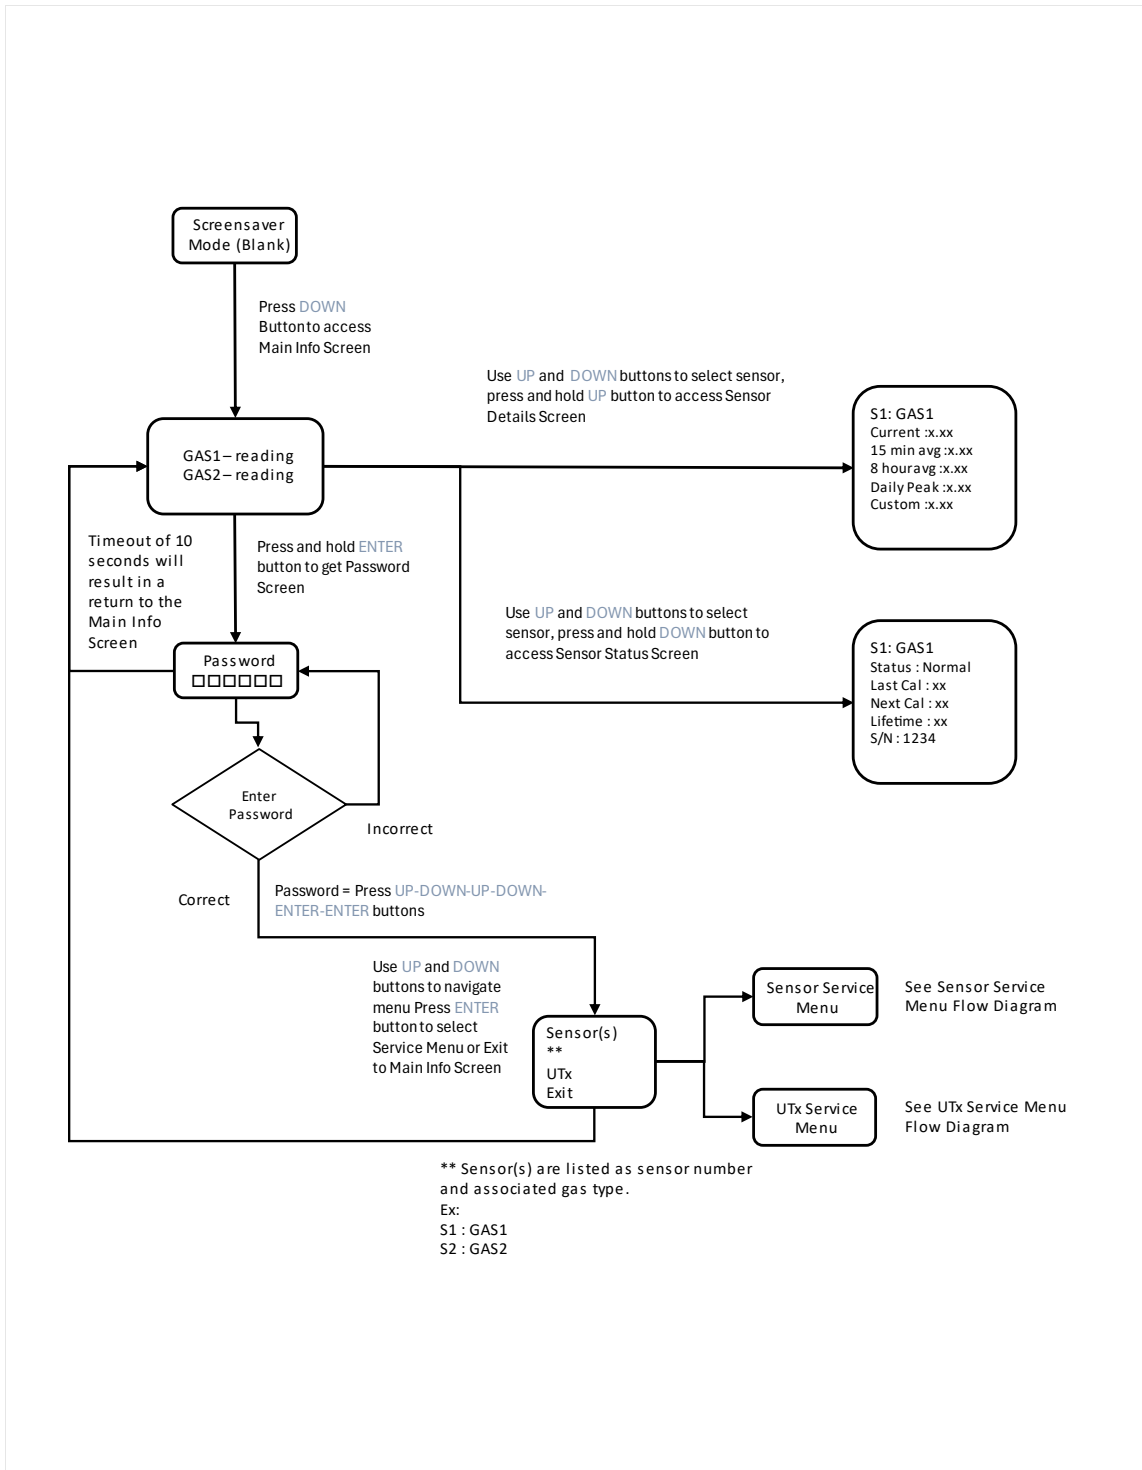 Screensaver
Mode (Blank)
Press DOWN
Button to access
Main Info Screen
Use UP and DOWN buttons to select sensor,
press and hold UP button to access Sensor
Details Screen
S1: GAS1
Current :x.xx
15 min avg :x.xx
8 hour avg :x.xx
Daily Peak :x.xx
Custom :x.xx
GAS1 – reading
GAS2 – reading
Timeout of 10
seconds will
result in a
return to the
Main Info
Screen
Press and hold ENTER
button to get Password
Screen
Use UP and DOWN buttons to select
sensor, press and hold DOWN button to
access Sensor Status Screen
S1: GAS1
Status : Normal
Last Cal : xx
Next Cal : xx
Lifetime : xx
S/N : 1234
Password
Enter
Password
Incorrect
Correct
Password = Press UP-DOWN-UP-DOWN-
ENTER-ENTER buttons
Use UP and DOWN
buttons to navigate
menu Press ENTER
button to select
Service Menu or Exit
to Main Info Screen
Sensor(s)
**
UTx
Exit
Sensor Service
Menu
See Sensor Service
Menu Flow Diagram
UTx Service
Menu
See UTx Service Menu
Flow Diagram
** Sensor(s) are listed as sensor number
and associated gas type.
Ex:
S1 : GAS1
S2 : GAS2